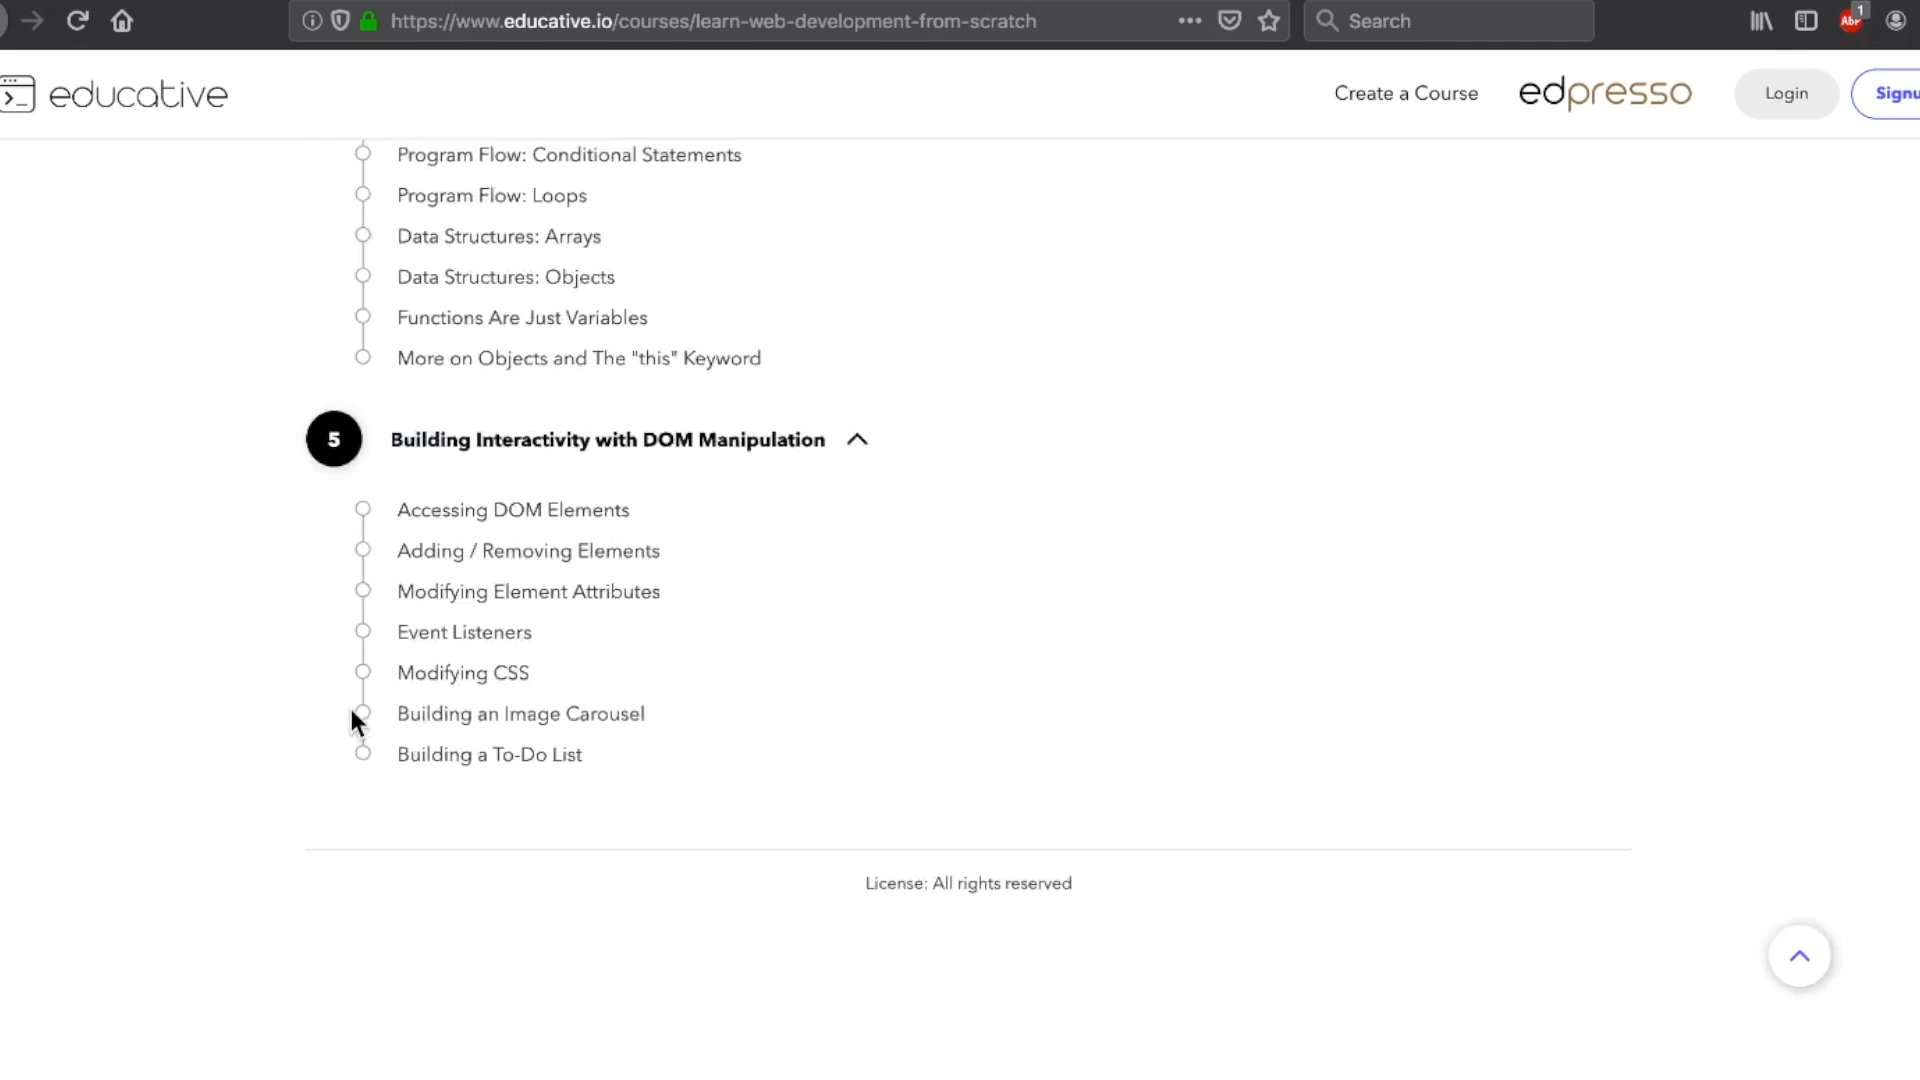 https://www.educative.io/courses/learn-web-development-from-scratch
Search
ABP
1
educative
Create a Course
edpresso
Login
Signu
Program Flow: Conditional Statements
Program Flow: Loops
Data Structures: Arrays
Data Structures: Objects
Functions Are Just Variables
More on Objects and The "this" Keyword
5
Building Interactivity with DOM Manipulation
Accessing DOM Elements
Adding / Removing Elements
Modifying Element Attributes
Event Listeners
Modifying CSS
Building an Image Carousel
Building a To-Do List
License: All rights reserved